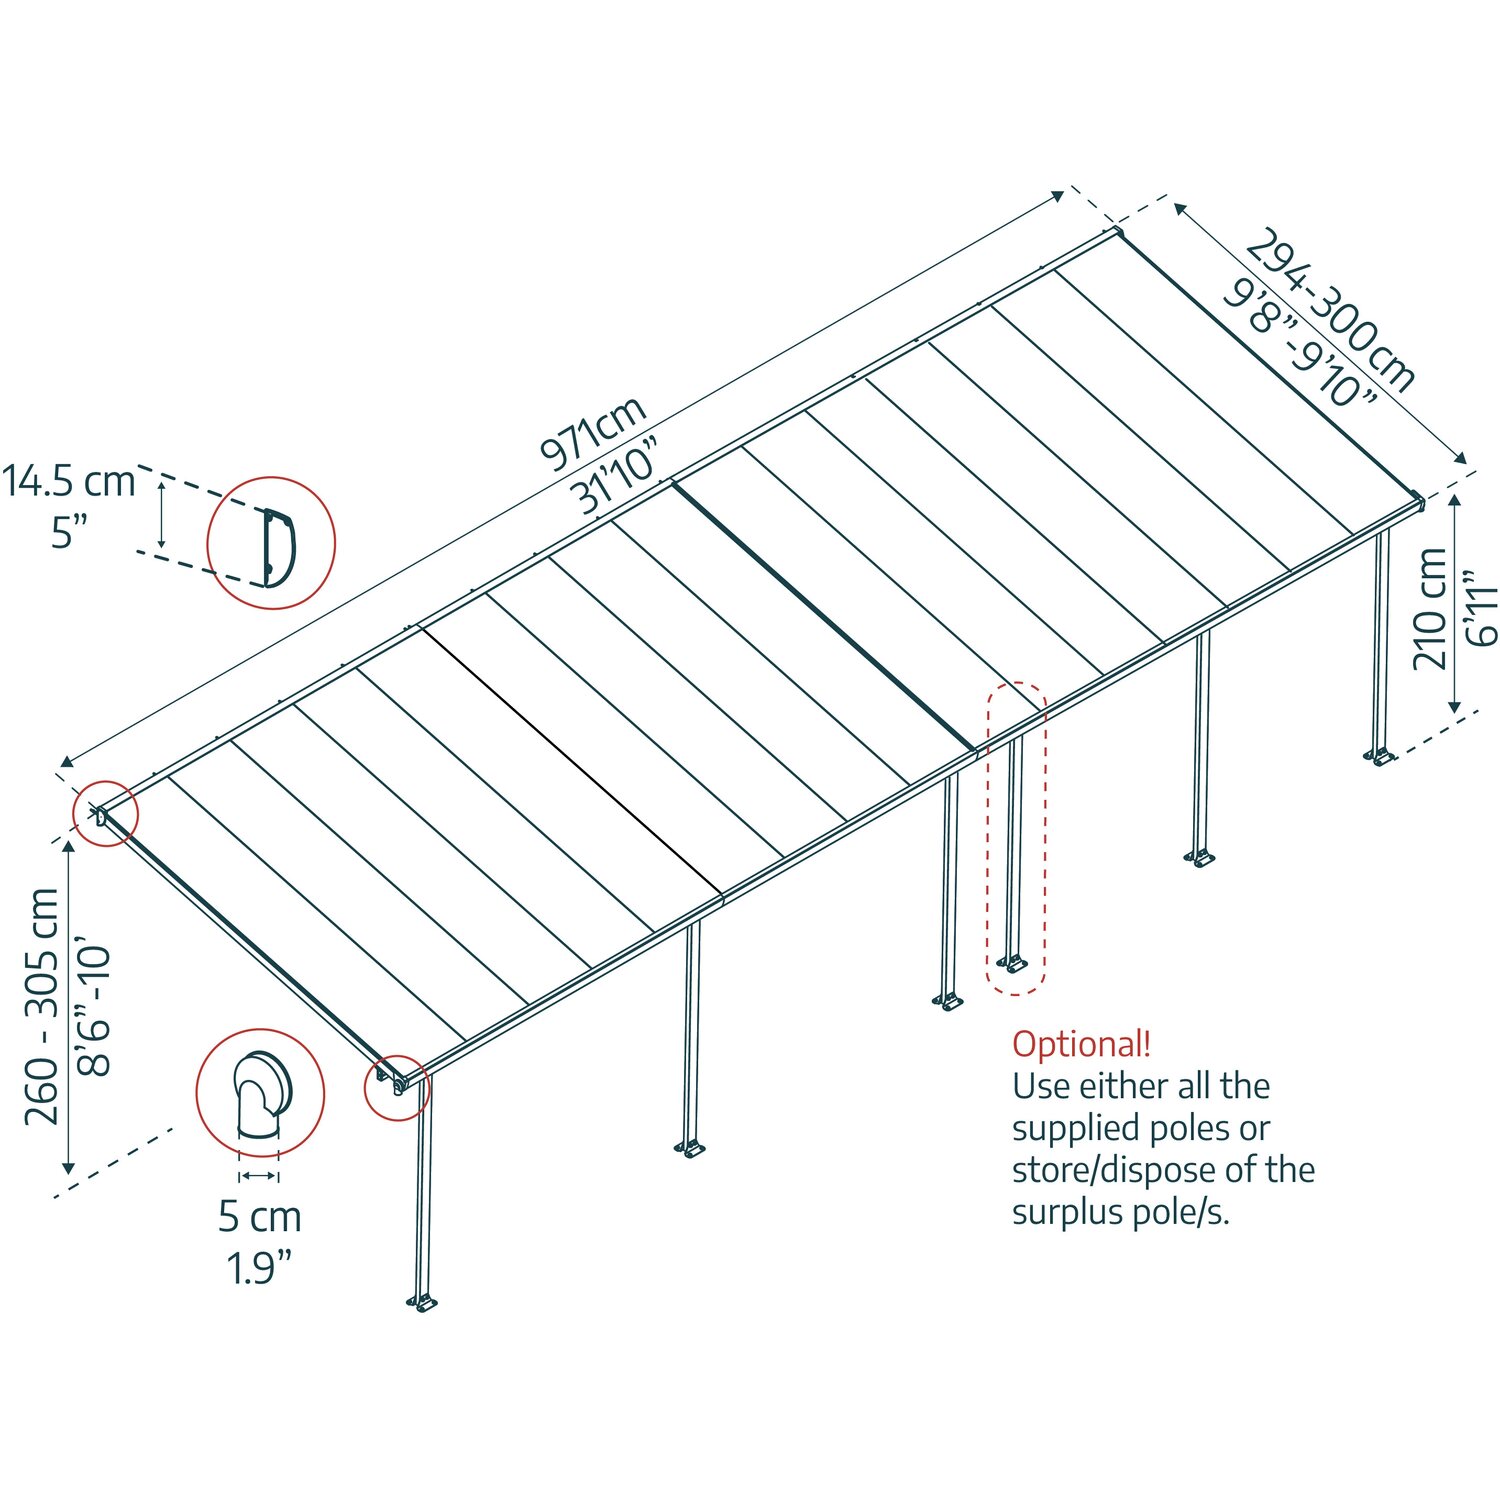 294-300cm
9’8”-9’10”
971cm
31’10”
14.5 cm
5”
210 cm
6’11”
260 - 305 cm
8’6”-10’
5 cm
1.9”
Optional!
Use either all the
supplied poles or
store/dispose of the
surplus pole/s.